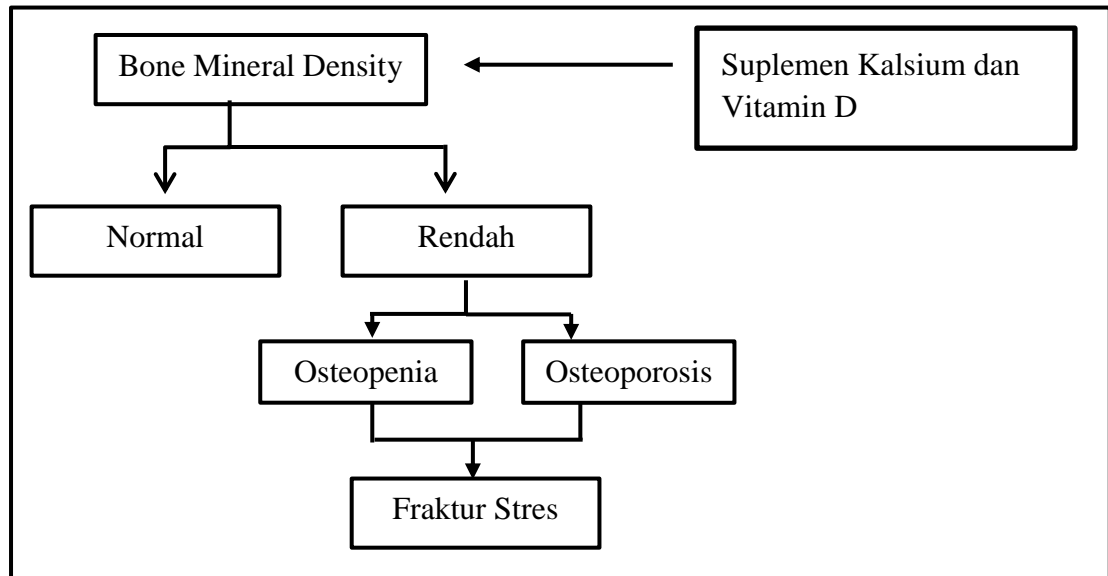 Bone Mineral Density
Suplemen Kalsium dan
Vitamin D
Normal
Rendah
Osteopenia
Osteoporosis
Fraktur Stres